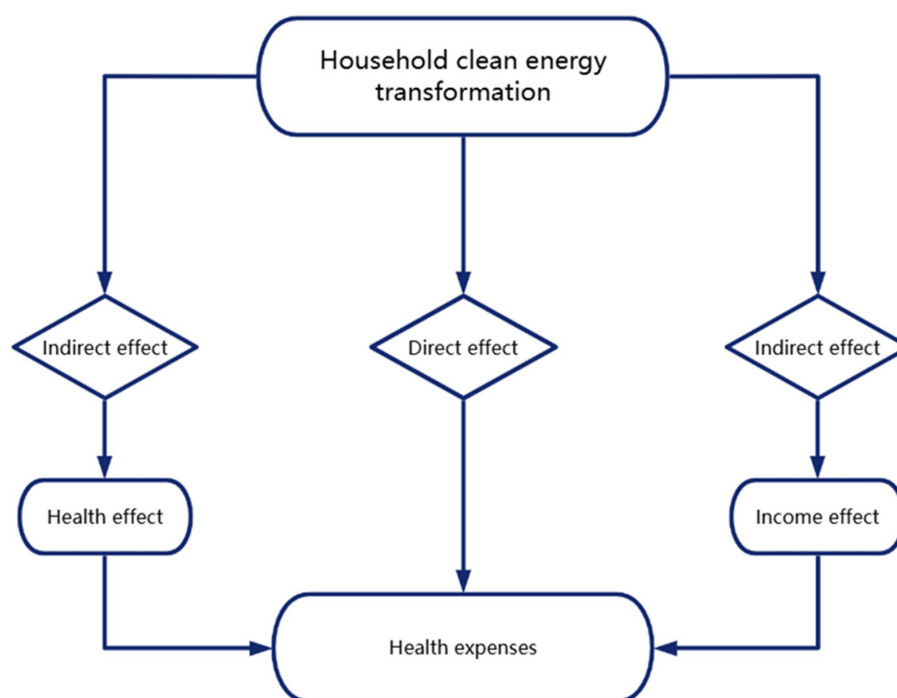 Household clean energy
transformation
Indirect effect
Direct effect
Indirect effect
Health effect
Income effect
Health expenses